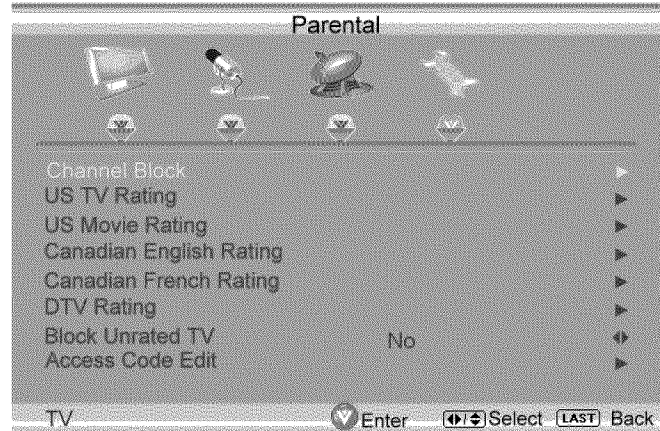 Parental
Channel Block
US TV Rating
US Movie Rating
Canadian English Rating
Canadian French Rating
DTV Rating
Block Unrated TV No
Access Code Edit
TV Enter Select LAST Back